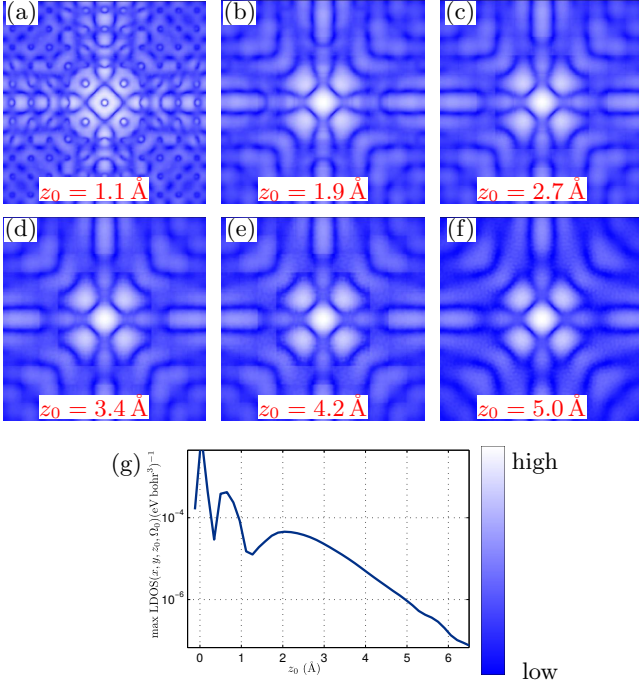 (a) (b) (c)
z₀ = 1.1 Å z₀ = 1.9 Å z₀ = 2.7 Å
(d) (e) (f)
z₀ = 3.4 Å z₀ = 4.2 Å z₀ = 5.0 Å
(g)
max LDOS(x, y, z₀, Ω₀)(eV bohr³)⁻¹
10⁻⁴
10⁻⁶
0 1 2 3 4 5 6
z₀ (Å)
high
low